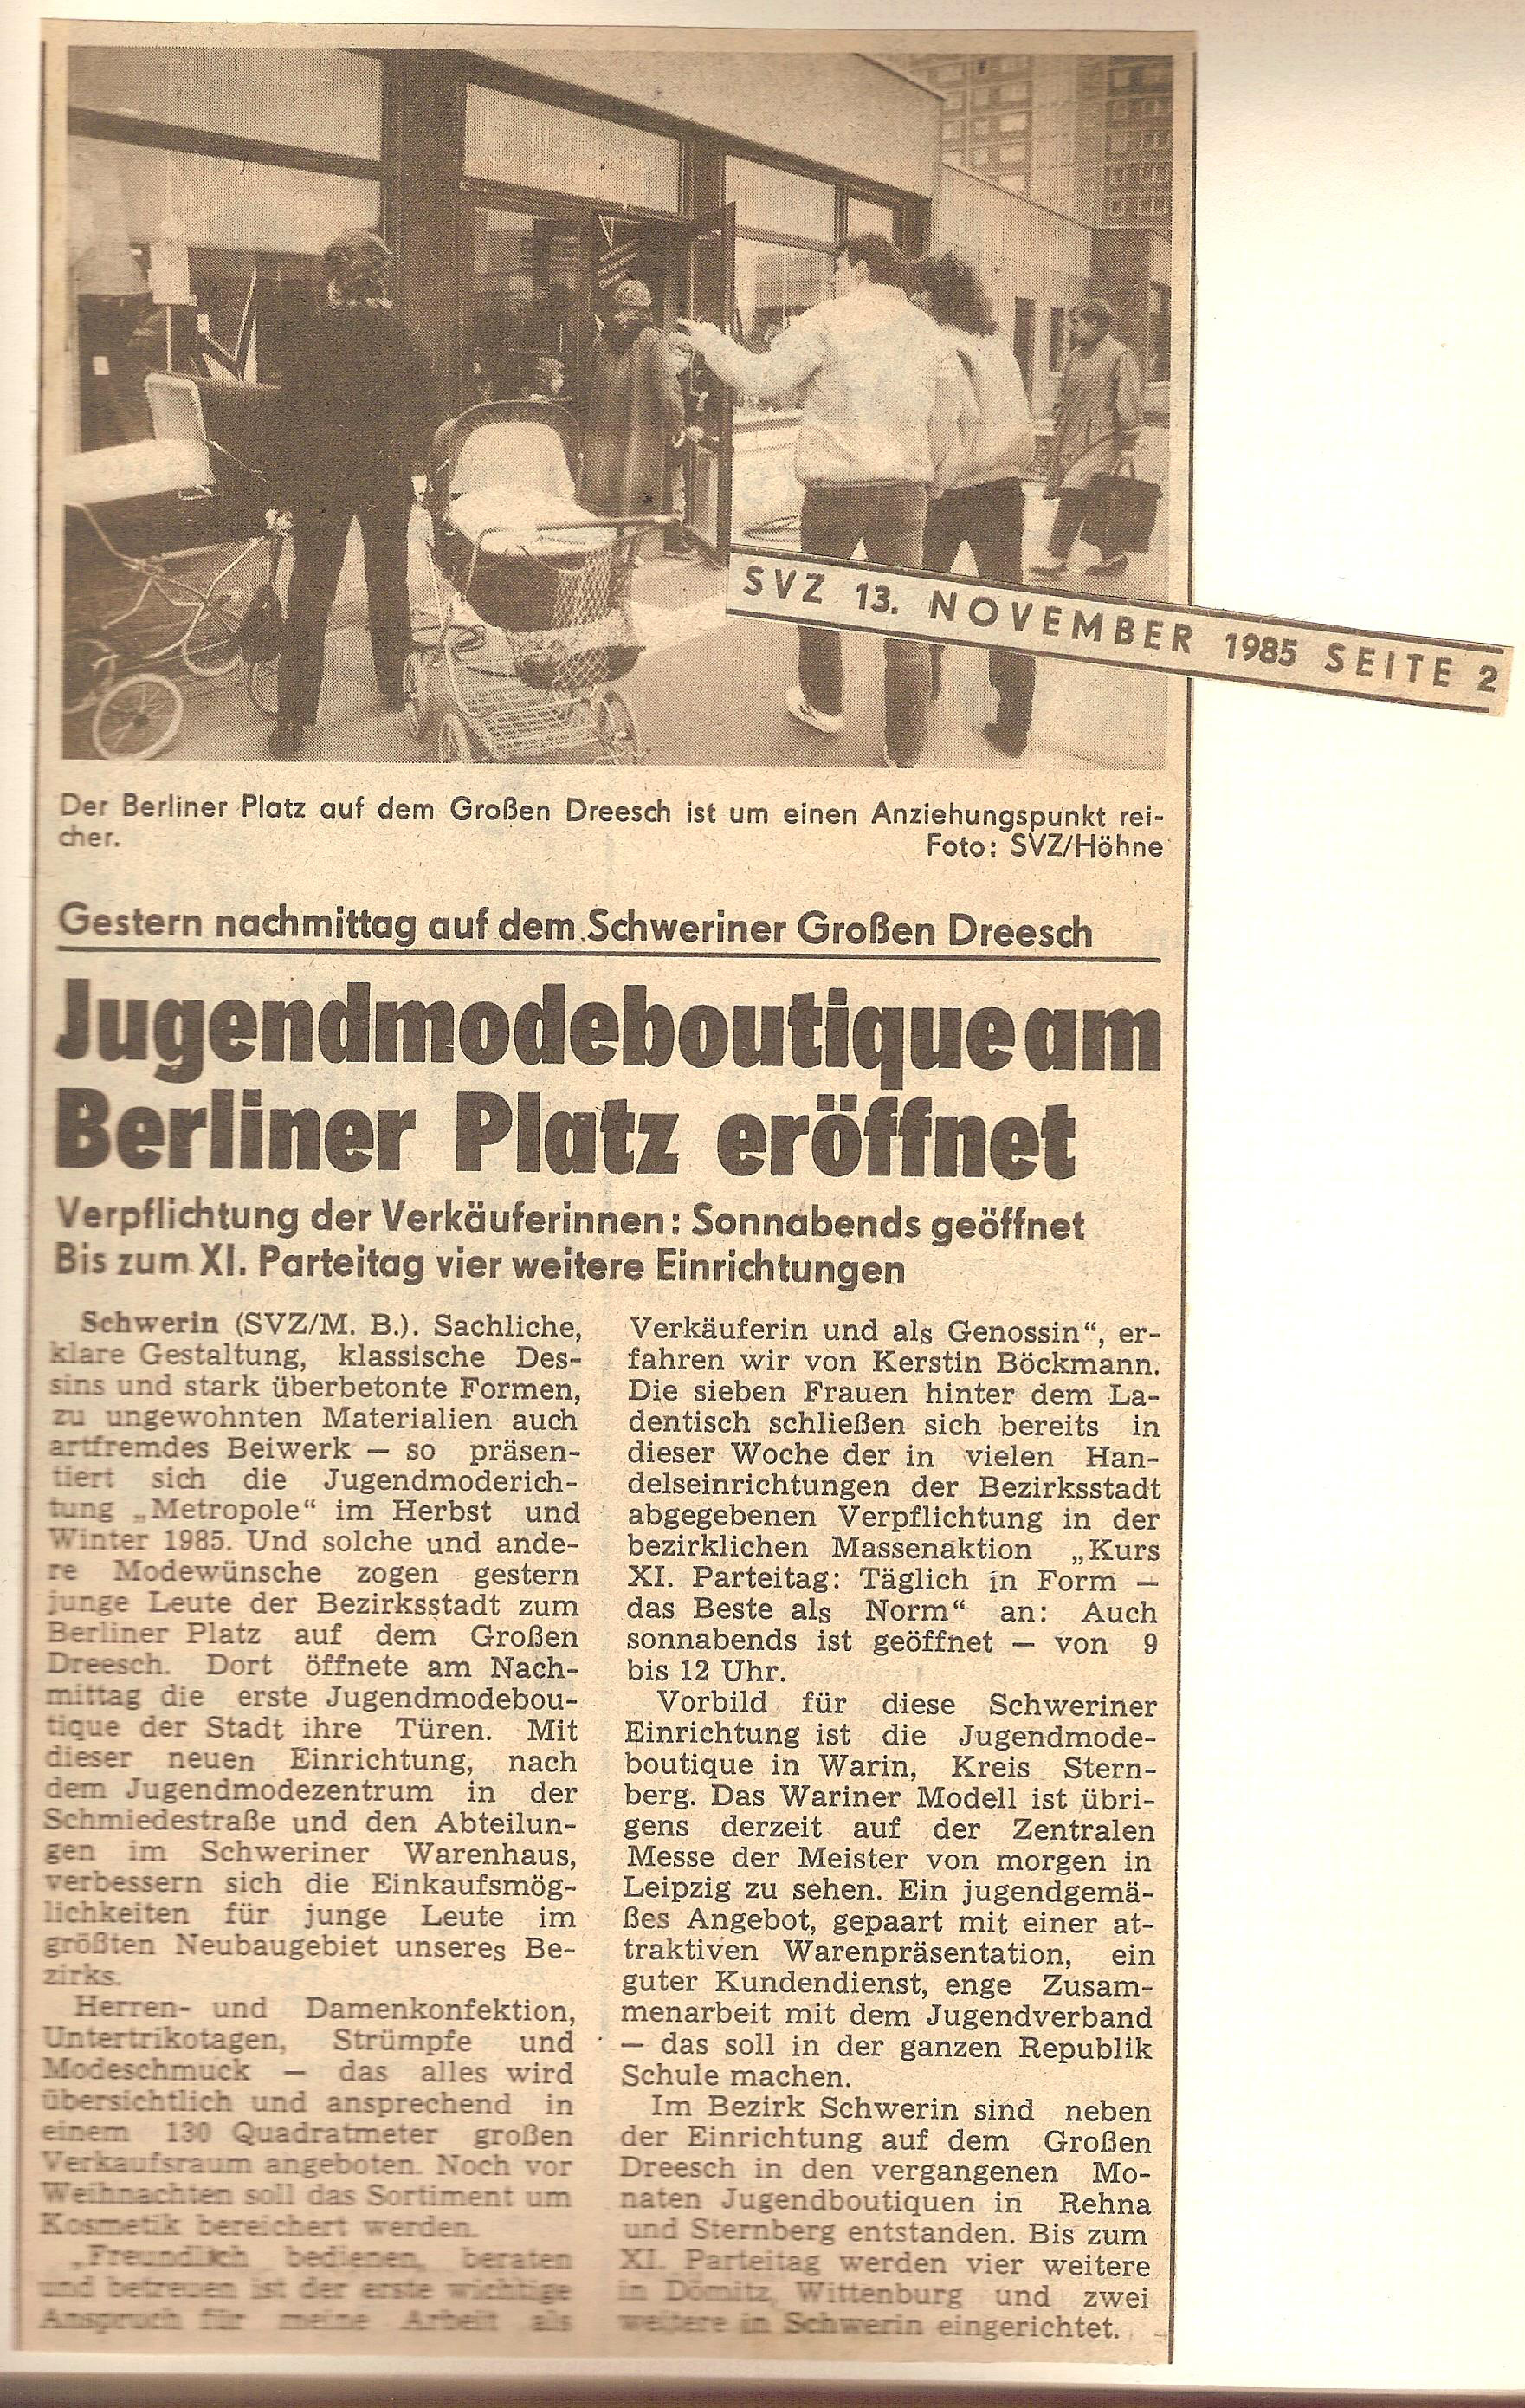 SVZ 13. NOVEMBER 1985 SEITE 2
Der Berliner Platz auf dem Großen Dreesch ist um einen Anziehungspunkt rei-
cher.
Foto: SVZ/Höhne
Gestern nachmittag auf dem Schweriner Großen Dreesch
Jugendmodeboutique am
Berliner Platz eröffnet
Verpflichtung der Verkäuferinnen: Sonnabends geöffnet
Bis zum XI. Parteitag vier weitere Einrichtungen
Schwerin (SVZ/M. B.). Sachliche,
klare Gestaltung, klassische Des-
sins und stark überbetonte Formen,
zu ungewohnten Materialien auch
artfremdes Beiwerk — so präsen-
tiert sich die Jugendmoderich-
tung „Metropole“ im Herbst und
Winter 1985. Und solche und ande-
re Modewünsche zogen gestern
junge Leute der Bezirksstadt zum
Berliner Platz auf dem Großen
Dreesch. Dort öffnete am Nach-
mittag die erste Jugendmodebou-
tique der Stadt ihre Türen. Mit
dieser neuen Einrichtung, nach
dem Jugendmodezentrum in der
Schmiedestraße und den Abteilun-
gen im Schweriner Warenhaus,
verbessern sich die Einkaufsmög-
lichkeiten für junge Leute im
größten Neubaugebiet unseres Be-
zirks.
Herren- und Damenkonfektion,
Untertrikotagen, Strümpfe und
Modeschmuck — das alles wird
übersichtlich und ansprechend in
einem 130 Quadratmeter großen
Verkaufsraum angeboten. Noch vor
Weihnachten soll das Sortiment um
Kosmetik bereichert werden.
„Freundlich bedienen, beraten
und betreuen ist der erste wichtige
Anspruch für meine Arbeit als
Verkäuferin und als Genossin“, er-
fahren wir von Kerstin Böckmann.
Die sieben Frauen hinter dem La-
dentisch schließen sich bereits in
dieser Woche der in vielen Han-
delseinrichtungen der Bezirksstadt
abgegebenen Verpflichtung in der
bezirklichen Massenaktion „Kurs
XI. Parteitag: Täglich in Form —
das Beste als Norm“ an: Auch
sonnabends ist geöffnet — von 9
bis 12 Uhr.
Vorbild für diese Schweriner
Einrichtung ist die Jugendmode-
boutique in Warin, Kreis Stern-
berg. Das Wariner Modell ist übri-
gens derzeit auf der Zentralen
Messe der Meister von morgen in
Leipzig zu sehen. Ein jugendgemä-
ßes Angebot, gepaart mit einer at-
traktiven Warenpräsentation, ein
guter Kundendienst, enge Zusam-
menarbeit mit dem Jugendverband
— das soll in der ganzen Republik
Schule machen.
Im Bezirk Schwerin sind neben
der Einrichtung auf dem Großen
Dreesch in den vergangenen Mo-
naten Jugendboutiquen in Rehna
und Sternberg entstanden. Bis zum
XI. Parteitag werden vier weitere
in Dömitz, Wittenburg und zwei
weitere in Schwerin eingerichtet.